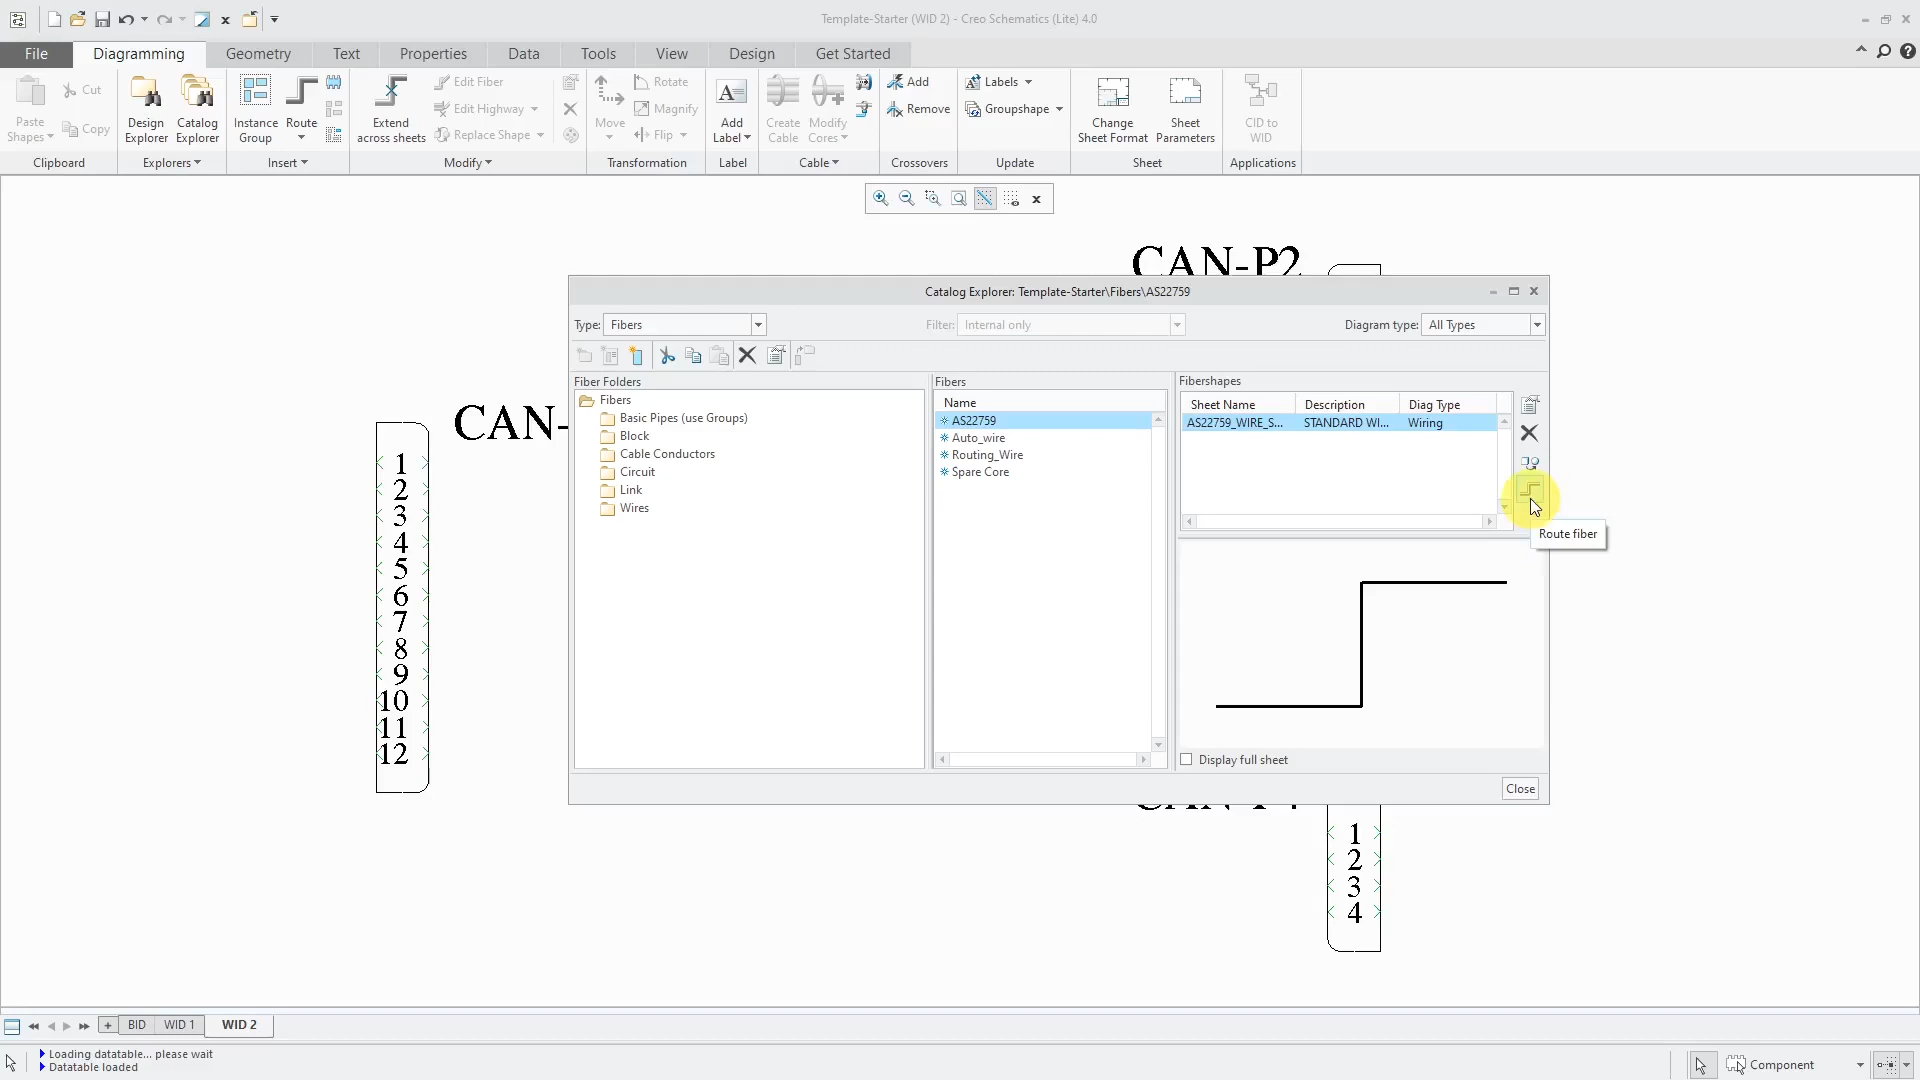 Template-Starter (WID 2) - Creo Schematics (Lite) 4.0
File Diagramming Geometry Text Properties Data Tools View Design Get Started
Paste Shapes Cut Copy
Clipboard
Design Explorer Catalog Explorer
Explorers
Instance Group Route
Insert
Extend across sheets Edit Fiber Edit Highway Replace Shape
Modify
Move Rotate Magnify Flip
Transformation
Add Label
Label
Create Cable Modify Cores
Cable
Add Remove
Crossovers
Labels Groupshape
Update
Change Sheet Format Sheet Parameters
Sheet
CID to WID
Applications
CAN-P2
CAN-
1
2
3
4
5
6
7
8
9
10
11
12
Catalog Explorer: Template-Starter\Fibers\AS22759
Type: Fibers Filter: Internal only Diagram type: All Types
Fiber Folders
Fibers
Basic Pipes (use Groups)
Block
Cable Conductors
Circuit
Link
Wires
Fibers
Name
AS22759
Auto_wire
Routing_Wire
Spare Core
Fibershapes
Sheet Name Description Diag Type
AS22759_WIRE_S... STANDARD WI... Wiring
Route fiber
Display full sheet
Close
1
2
3
4
BID WID 1 WID 2
Loading datatable... please wait
Datatable loaded
Component